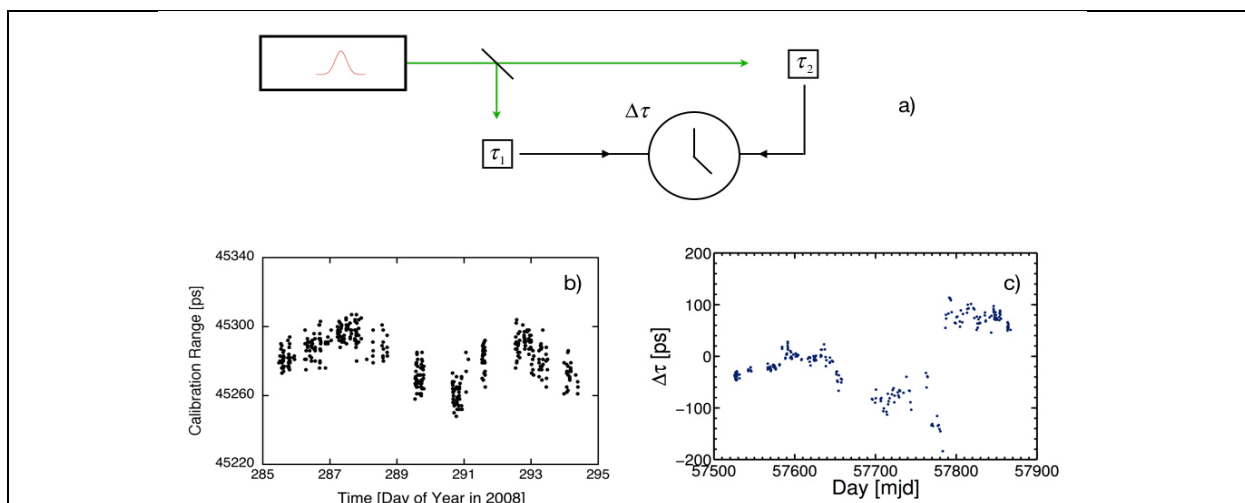 τ₂
a)
Δτ
τ₁
45340
45300
45260
45220
Calibration Range [ps]
b)
285 287 289 291 293 295
Time [Day of Year in 2008]
200
100
0
−100
−200
Δτ [ps]
c)
57500 57600 57700 57800 57900
Day [mjd]